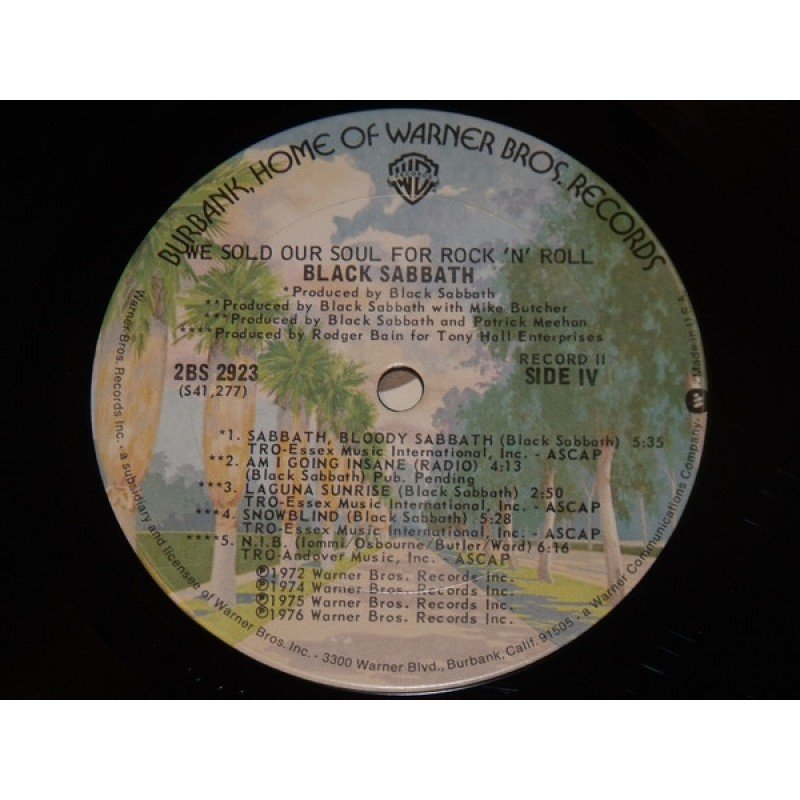 BURBANK, HOME OF WARNER BROS. RECORDS
WE SOLD OUR SOUL FOR ROCK 'N' ROLL
BLACK SABBATH
*Produced by Black Sabbath
**Produced by Black Sabbath with Mike Butcher
***Produced by Black Sabbath and Patrick Meehan
****Produced by Rodger Bain for Tony Hall Enterprises
2BS 2923
(S41,277)
RECORD II
SIDE IV
*1. SABBATH, BLOODY SABBATH (Black Sabbath) 5:35
TRO-Essex Music International, Inc. - ASCAP
**2. AM I GOING INSANE (RADIO) 4:13
(Black Sabbath) Pub. Pending
***3. LAGUNA SUNRISE (Black Sabbath) 2:50
TRO-Essex Music International, Inc. - ASCAP
***4. SNOWBLIND (Black Sabbath) 5:28
TRO-Essex Music International, Inc. - ASCAP
****5. N.I.B. (Iommi/Osbourne/Butler/Ward) 6:16
TRO-Andover Music, Inc. - ASCAP
℗1972 Warner Bros. Records Inc.
℗1974 Warner Bros. Records Inc.
℗1975 Warner Bros. Records Inc.
℗1976 Warner Bros. Records Inc.
Warner Bros. Records Inc. • a subsidiary and licensee of Warner Bros. Inc. • 3300 Warner Blvd., Burbank, Calif. 91505 • a Warner Communications Company. Made in U.S.A.